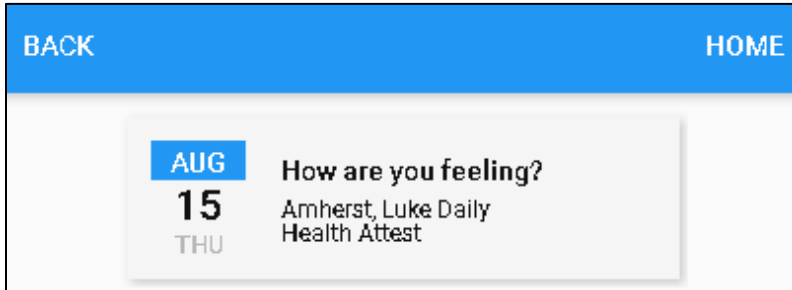 BACK
HOME
AUG
15
THU
How are you feeling?
Amherst, Luke Daily
Health Attest